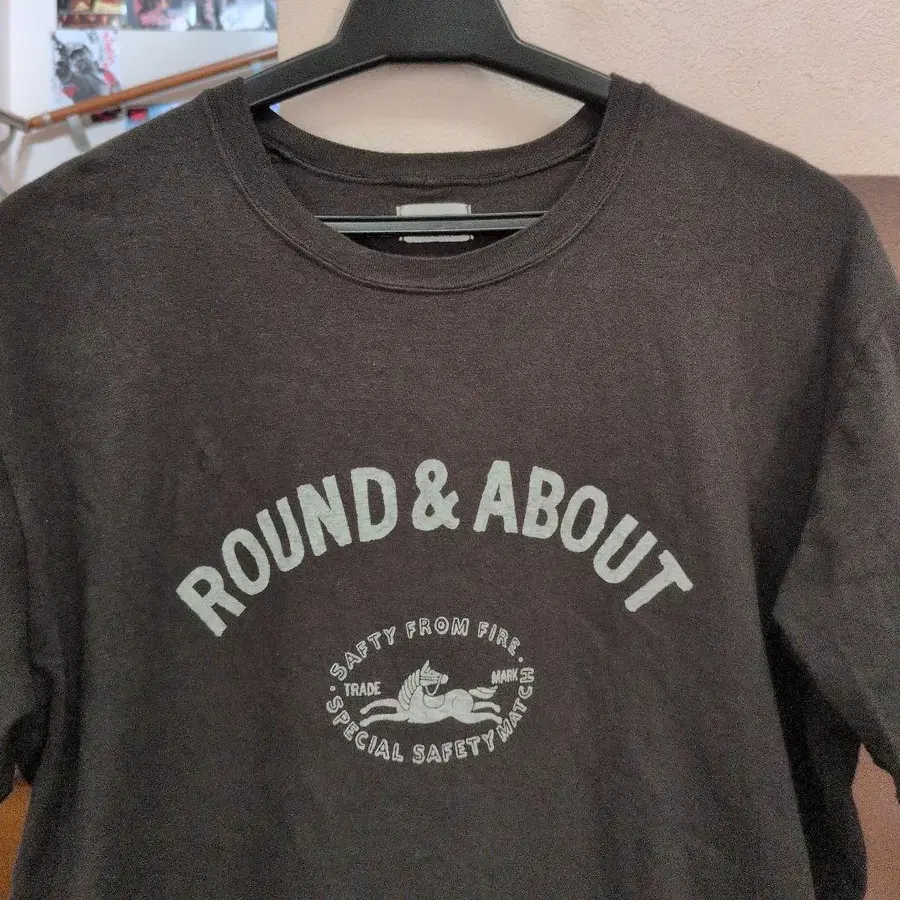 ROUND & ABOUT
SAFTY FROM FIRE.
TRADE MARK
SPECIAL SAFETY MATCH